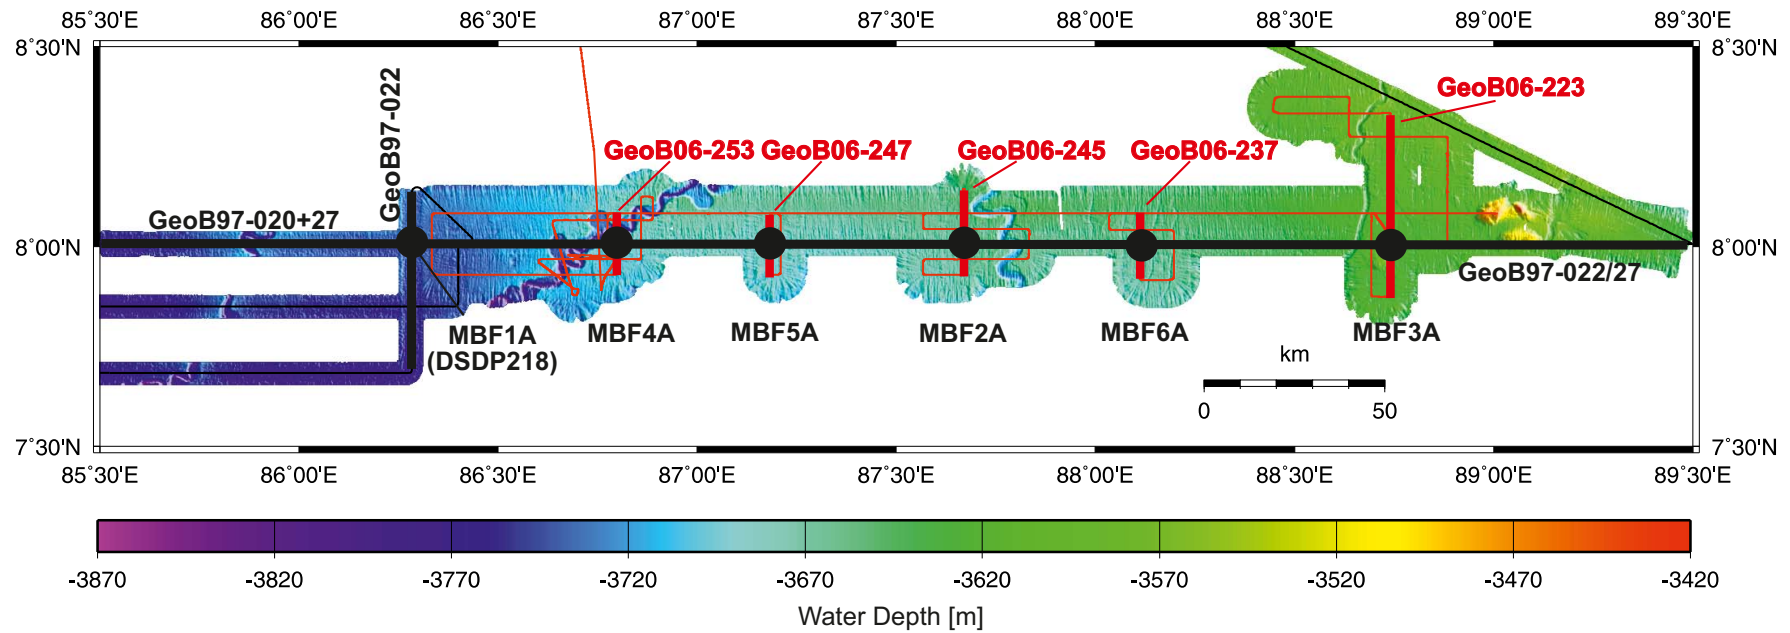 85˚30'E 86˚00'E 86˚30'E 87˚00'E 87˚30'E 88˚00'E 88˚30'E 89˚00'E 89˚30'E
8˚30'N 8˚30'N
GeoB97-022
GeoB06-223
GeoB06-253 GeoB06-247 GeoB06-245 GeoB06-237
GeoB97-020+27
8˚00'N 8˚00'N
GeoB97-022/27
MBF1A
(DSDP218)
MBF4A MBF5A MBF2A MBF6A MBF3A
km
0 50
7˚30'N 7˚30'N
85˚30'E 86˚00'E 86˚30'E 87˚00'E 87˚30'E 88˚00'E 88˚30'E 89˚00'E 89˚30'E
-3870 -3820 -3770 -3720 -3670 -3620 -3570 -3520 -3470 -3420
Water Depth [m]